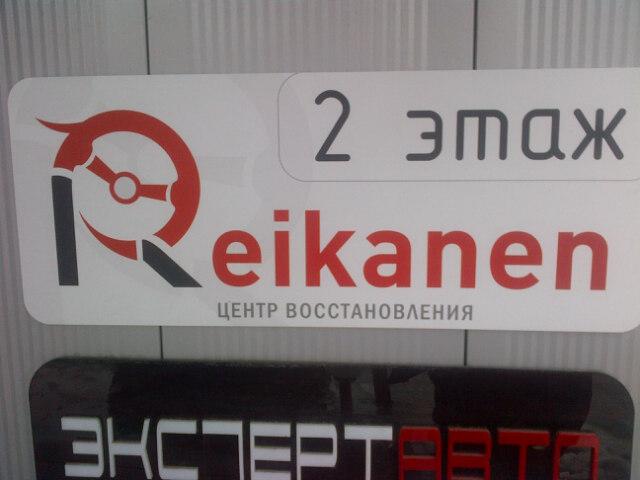 2 этаж
Reikanen
ЦЕНТР ВОССТАНОВЛЕНИЯ
ЭКСПЕРТАВТО